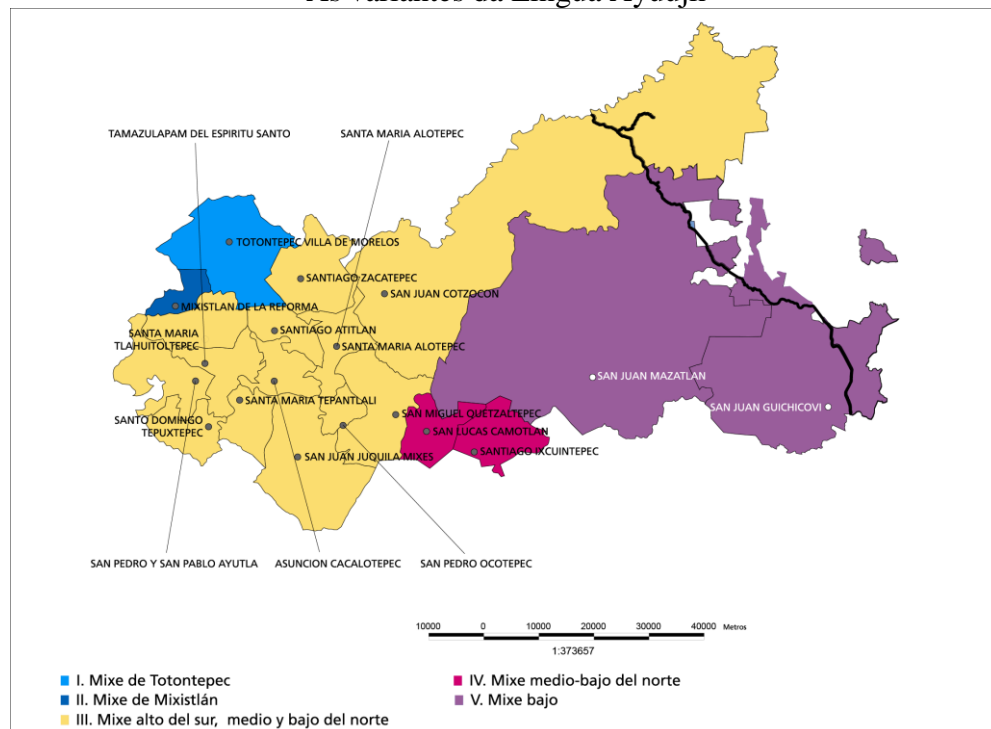 As variantes da Língua Ayuujn
TAMAZULAPAM DEL ESPIRITU SANTO
SANTA MARIA ALOTEPEC
TOTONTEPEC VILLA DE MORELOS
SANTIAGO ZACATEPEC
SAN JUAN COTZOCON
MIXISTLAN DE LA REFORMA
SANTA MARIA
TLAHUITOLTEPEC
SANTIAGO ATITLAN
SANTA MARIA ALOTEPEC
SAN JUAN MAZATLAN
SANTA MARIA TEPANTLALI
SAN JUAN GUICHICOVI
SANTO DOMINGO
TEPUXTEPEC
SAN MIGUEL QUETZALTEPEC
SAN LUCAS CAMOTLAN
SANTIAGO IXCUINTEPEC
SAN JUAN JUQUILA MIXES
SAN PEDRO Y SAN PABLO AYUTLA
ASUNCION CACALOTEPEC
SAN PEDRO OCOTEPEC
10000 0 10000 20000 30000 40000 Metros
1:373657
I. Mixe de Totontepec
II. Mixe de Mixistlán
III. Mixe alto del sur, medio y bajo del norte
IV. Mixe medio-bajo del norte
V. Mixe bajo